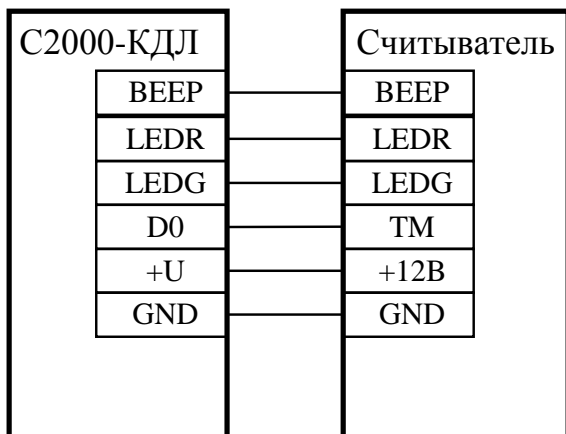 С2000-КДЛ Считыватель
BEEP BEEP
LEDR LEDR
LEDG LEDG
D0 TM
+U +12В
GND GND